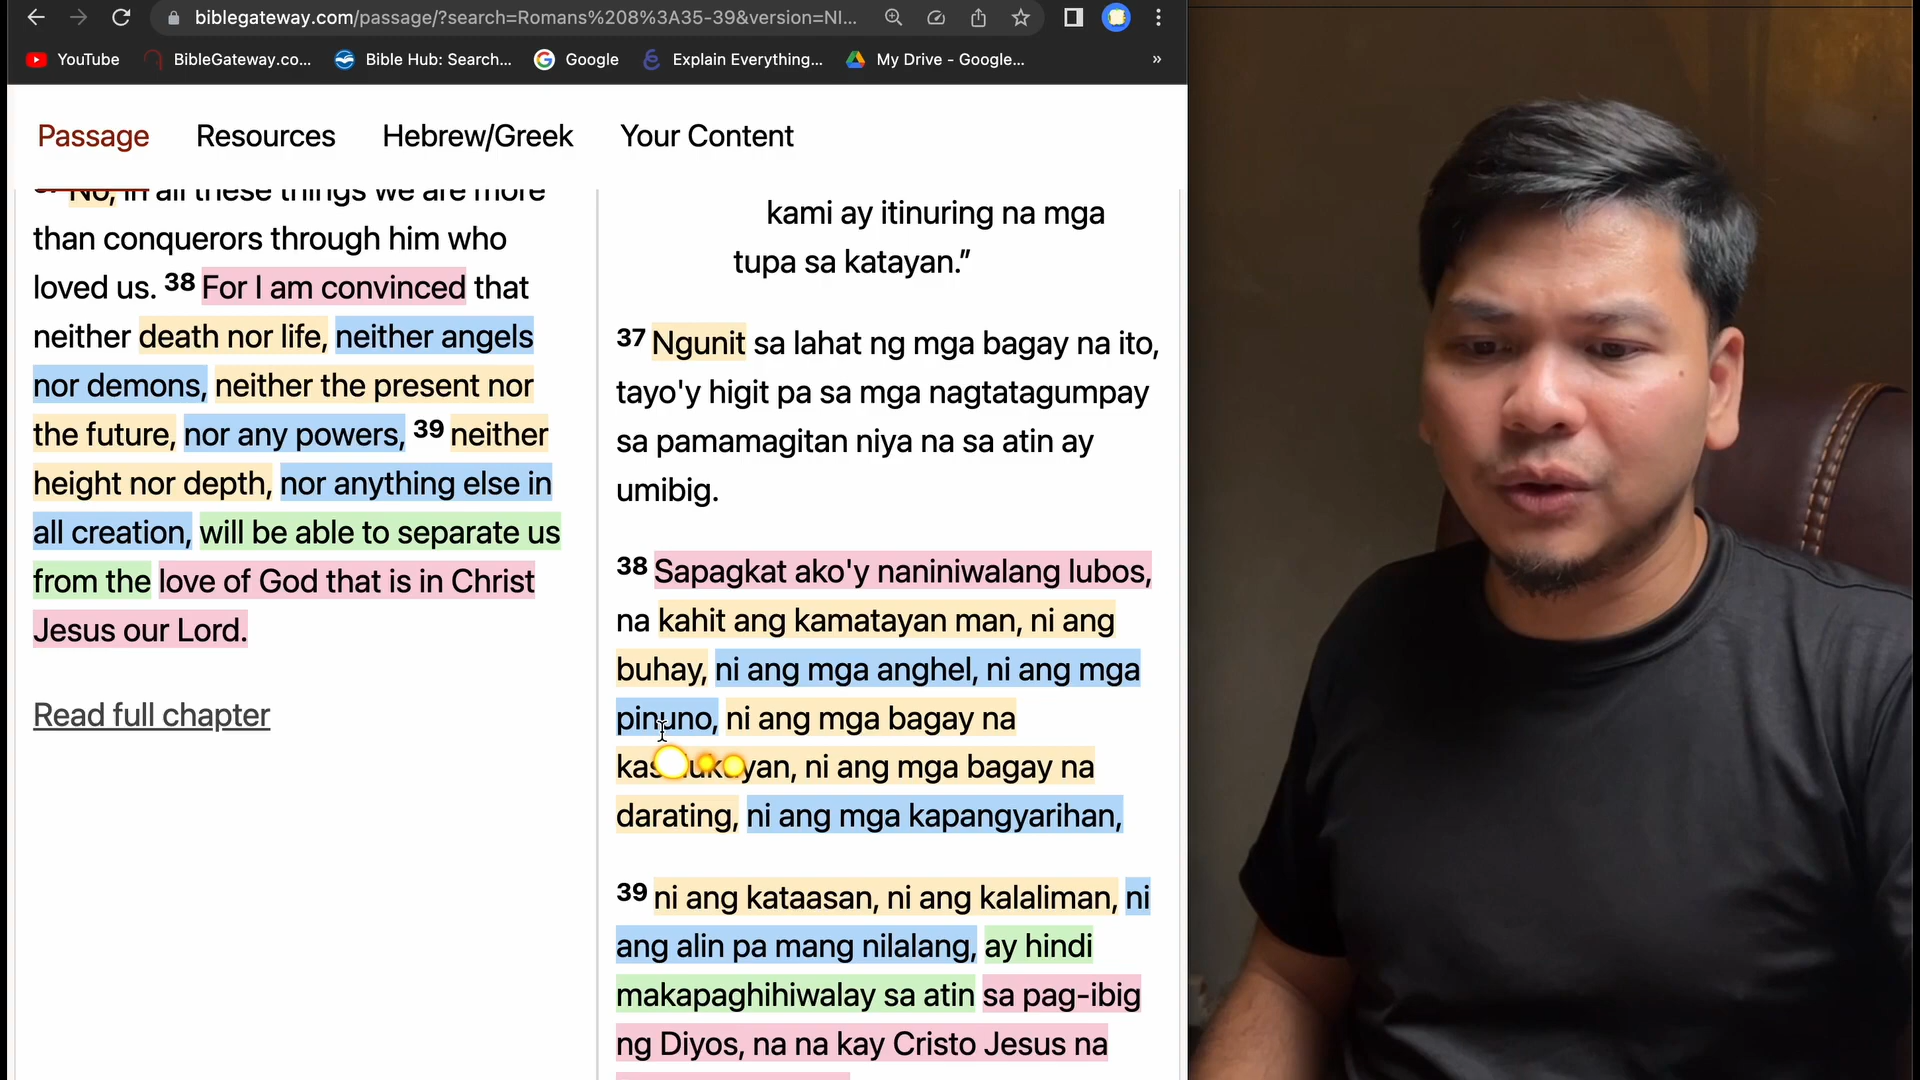 biblegateway.com/passage/?search=Romans%208%3A35-39&version=NI...
YouTube
BibleGateway.co...
Bible Hub: Search...
Google
Explain Everything...
My Drive - Google...
»
Passage
Resources
Hebrew/Greek
Your Content
No, in all these things we are more
than conquerors through him who
loved us. 38 For I am convinced that
neither death nor life, neither angels
nor demons, neither the present nor
the future, nor any powers, 39 neither
height nor depth, nor anything else in
all creation, will be able to separate us
from the love of God that is in Christ
Jesus our Lord.
Read full chapter
kami ay itinuring na mga
tupa sa katayan.”
37 Ngunit sa lahat ng mga bagay na ito,
tayo'y higit pa sa mga nagtatagumpay
sa pamamagitan niya na sa atin ay
umibig.
38 Sapagkat ako'y naniniwalang lubos,
na kahit ang kamatayan man, ni ang
buhay, ni ang mga anghel, ni ang mga
pinuno, ni ang mga bagay na
ni ang mga bagay na
darating, ni ang mga kapangyarihan,
39 ni ang kataasan, ni ang kalaliman, ni
ang alin pa mang nilalang, ay hindi
makapaghihiwalay sa atin sa pag-ibig
ng Diyos, na na kay Cristo Jesus na